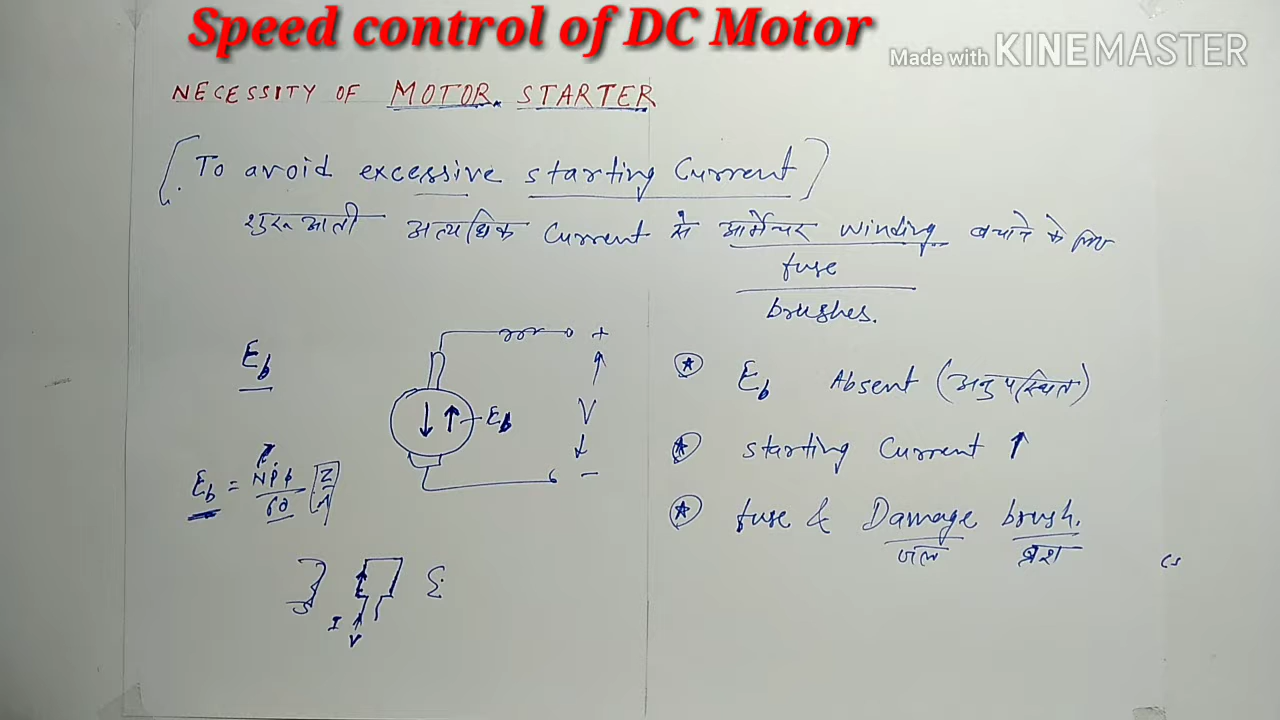 Speed control of DC Motor
Made with KINEMASTER
NECESSITY OF MOTOR STARTER
[To avoid excessive starting Current]
शुरूआती अत्यधिक Current से आर्मेचर winding बचाने के लिए
fuse
brushes.
Eb
+
V
-
Eb
Eb = NPϕ/60 [Z/A]
I
V
Eb Absent (अनुपस्थित)
starting Current ↑
fuse & Damage brush.
जल ब्रश